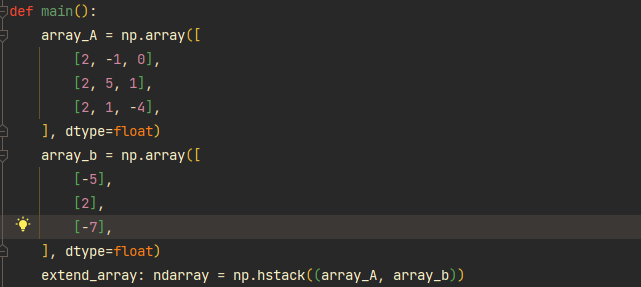 def main():
    array_A = np.array([
        [2, -1, 0],
        [2, 5, 1],
        [2, 1, -4],
    ], dtype=float)
    array_b = np.array([
        [-5],
        [2],
        [-7],
    ], dtype=float)
    extend_array: ndarray = np.hstack((array_A, array_b))